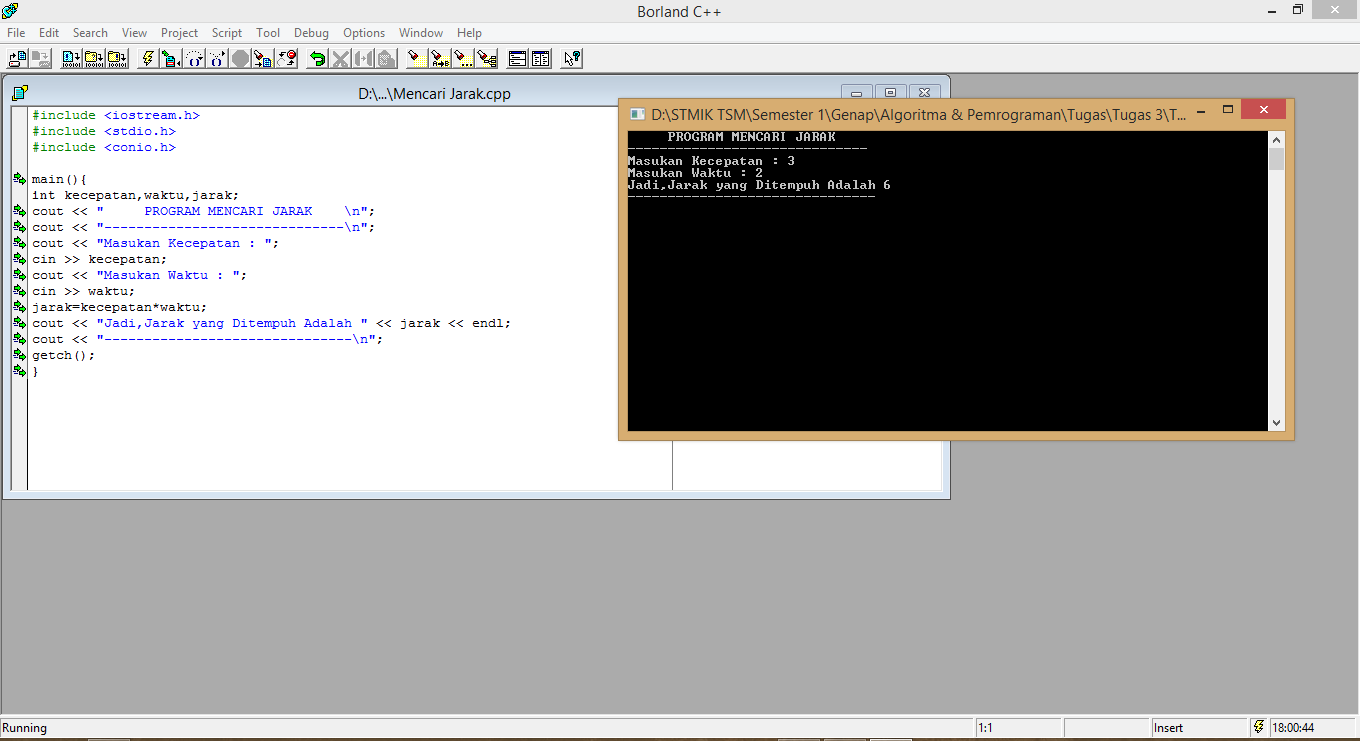 Borland C++
File Edit Search View Project Script Tool Debug Options Window Help
D:\...\Mencari Jarak.cpp
#include <iostream.h>
#include <stdio.h>
#include <conio.h>
main(){
int kecepatan,waktu,jarak;
cout << "     PROGRAM MENCARI JARAK    \n";
cout << "------------------------------\n";
cout << "Masukan Kecepatan : ";
cin >> kecepatan;
cout << "Masukan Waktu : ";
cin >> waktu;
jarak=kecepatan*waktu;
cout << "Jadi,Jarak yang Ditempuh Adalah " << jarak << endl;
cout << "-------------------------------\n";
getch();
}
D:\STMIK TSM\Semester 1\Genap\Algoritma & Pemrograman\Tugas\Tugas 3\T...
     PROGRAM MENCARI JARAK
------------------------------
Masukan Kecepatan : 3
Masukan Waktu : 2
Jadi,Jarak yang Ditempuh Adalah 6
-------------------------------
Running 1:1 Insert 18:00:44